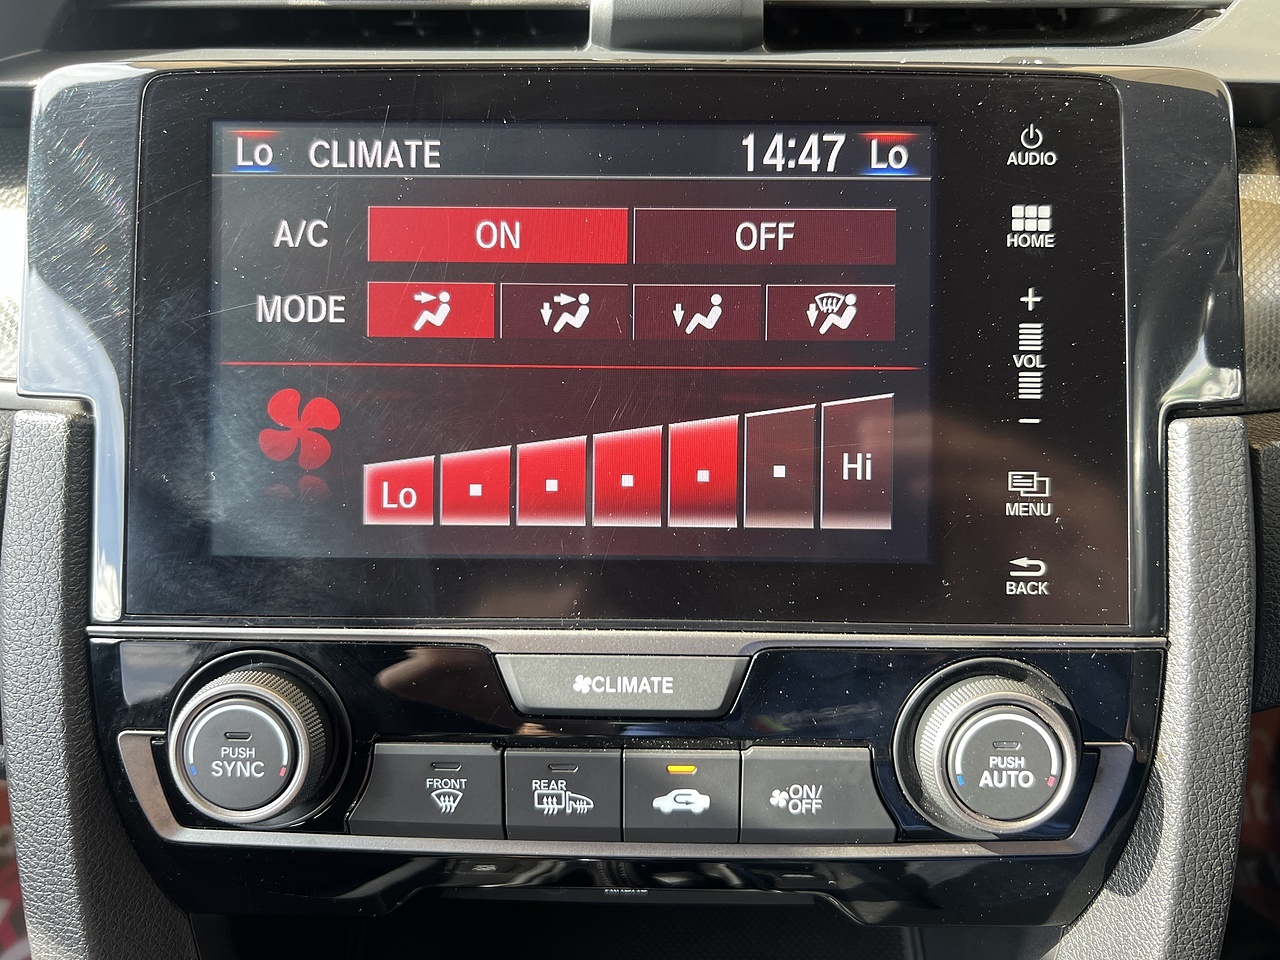 Lo CLIMATE 14:47 Lo
A/C ON OFF
MODE
Lo Hi
AUDIO
HOME
+
VOL
-
MENU
BACK
CLIMATE
PUSH
SYNC
FRONT
REAR
ON/
OFF
PUSH
AUTO